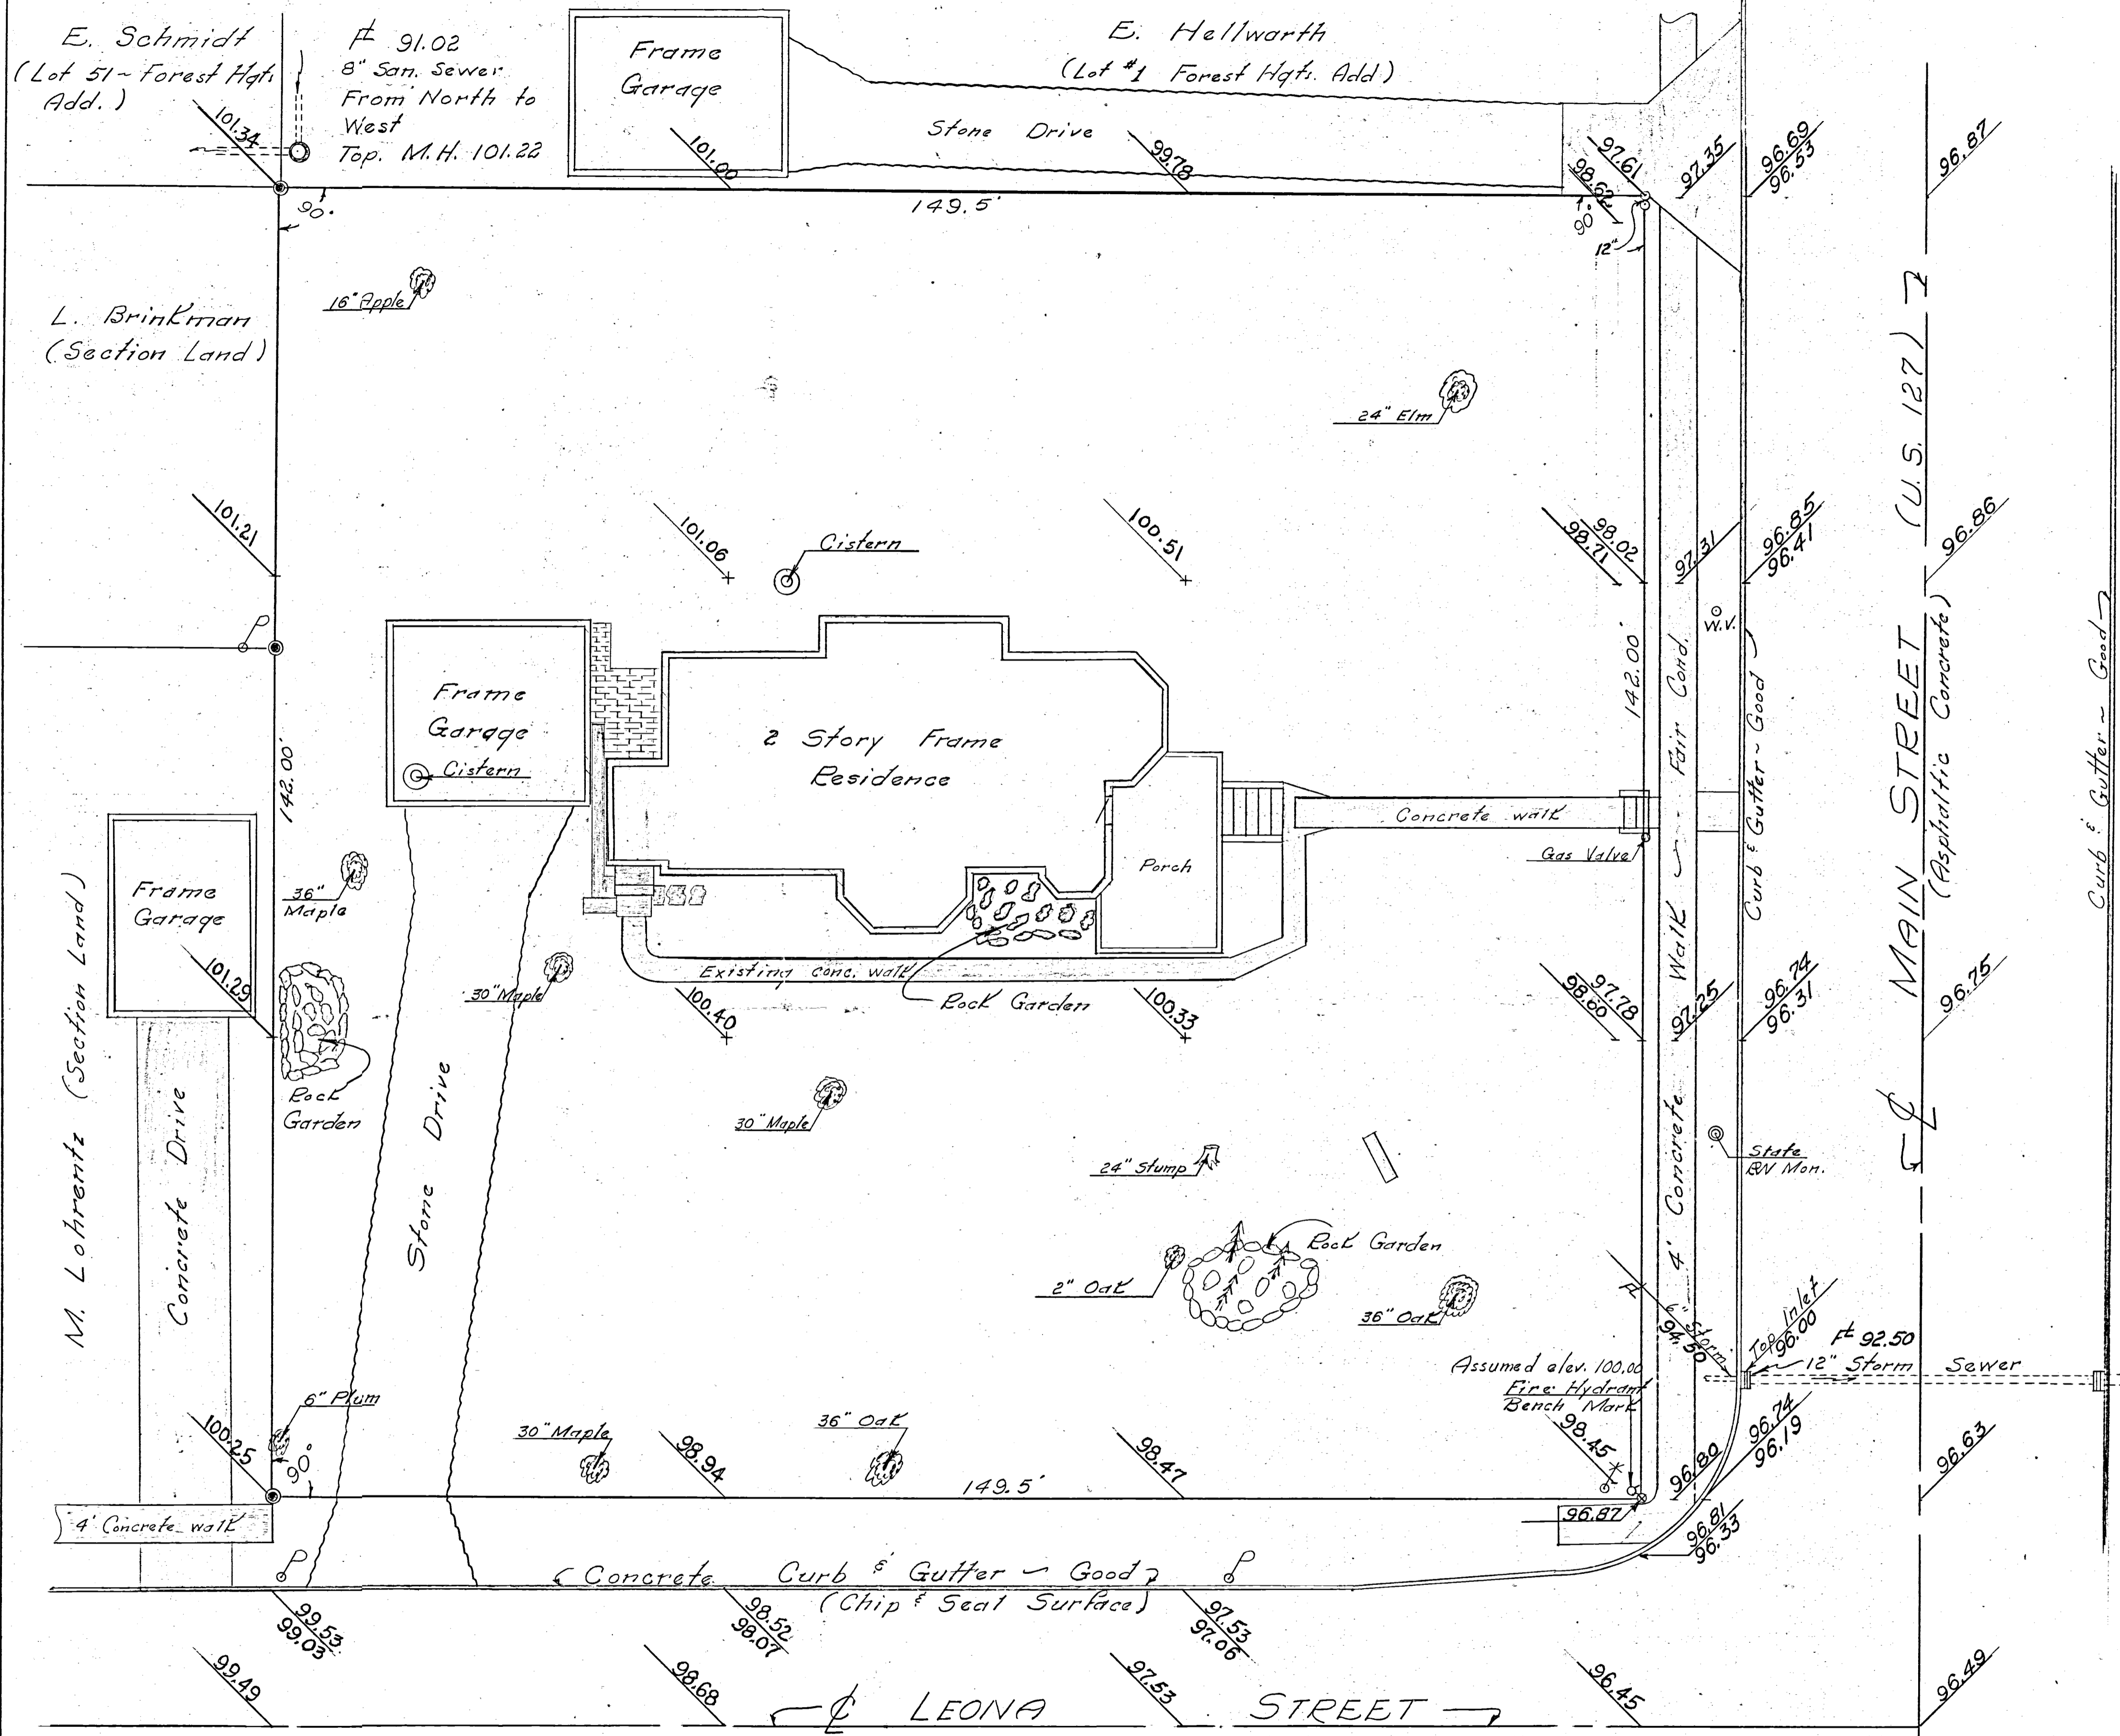 E. Schmidt
(Lot 51 ~ Forest Hgts.
Add.)
101.34
91.02
8" San. Sewer
From North to
West
Top. M.H. 101.22
Frame
Garage
101.00
E. Hellwarth
(Lot #1 Forest Hgts. Add)
Stone Drive
99.78
97.61
98.62
97.35
96.69
96.53
96.87
90°
149.5'
90
12"
L. Brinkman
(Section Land)
16" Apple
24" Elm
101.21
101.06
Cistern
100.51
98.02
98.71
97.31
96.85
96.41
96.86
W.V.
142.00'
Frame
Garage
Cistern
2 Story Frame
Residence
Porch
Concrete walk
Gas Valve
142.00'
4' Concrete Walk ~ Fair Cond.
Curb & Gutter ~ Good
℄ MAIN STREET (U.S. 127)
(Asphaltic Concrete)
Curb & Gutter ~ Good
M. Lohrentz (Section Land)
Frame
Garage
101.29
36"
Maple
30" Maple
Existing conc. walk
Rock Garden
100.40
100.33
97.78
98.60
97.25
96.74
96.31
96.75
Rock
Garden
Concrete Drive
Stone Drive
30" Maple
24" Stump
State
R/W Mon.
2" Oak
Rock Garden
36" Oak
6" Storm
94.50
Top Inlet
96.00
92.50
12" Storm Sewer
Assumed elev. 100.00
Fire Hydrant
Bench Mark
6" Plum
100.25
90°
30" Maple
98.94
36" Oak
98.47
98.45
96.80
96.74
96.19
96.63
149.5'
96.87
96.81
96.33
4' Concrete walk
Concrete Curb & Gutter ~ Good
(Chip & Seal Surface)
99.53
99.03
98.52
98.07
97.53
97.06
99.49
98.68
97.53
96.45
96.49
℄ LEONA STREET